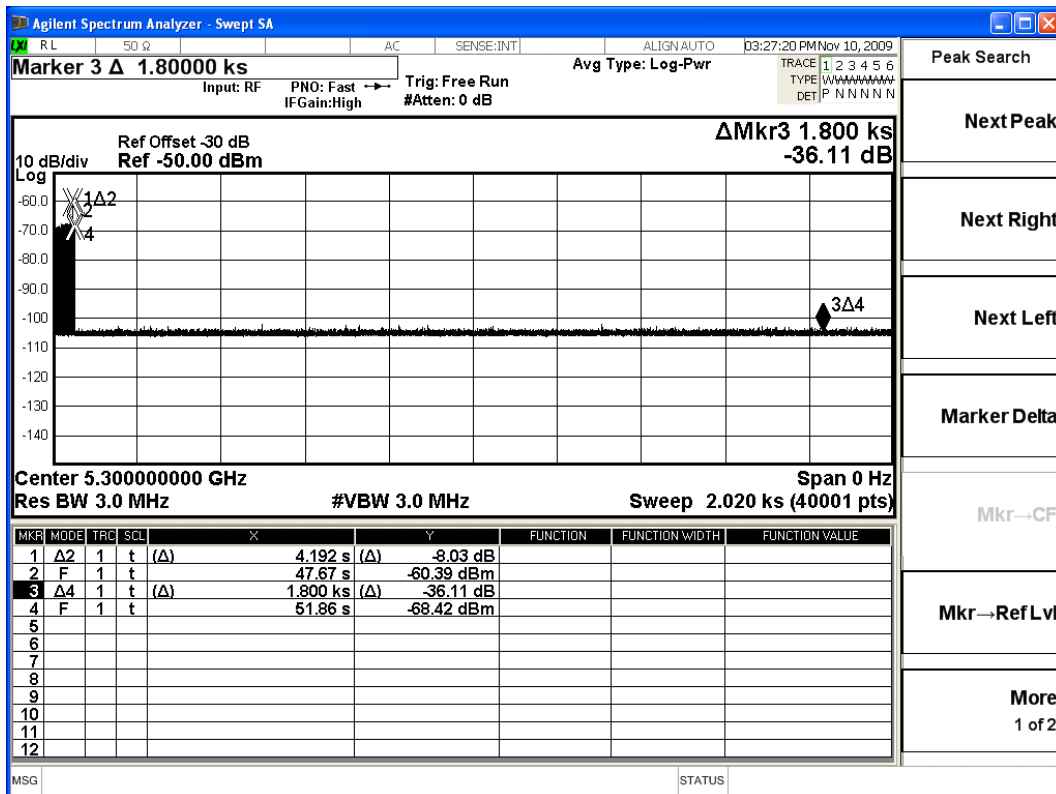 Agilent Spectrum Analyzer - Swept SA
LXI RL 50 Ω AC SENSE:INT ALIGN AUTO 03:27:20 PM Nov 10, 2009
Marker 3 Δ 1.80000 ks
Input: RF PNO: Fast Trig: Free Run Avg Type: Log-Pwr TRACE 1 2 3 4 5 6
IFGain:High #Atten: 0 dB TYPE WWWWWW
DET P N N N N N
Peak Search
Next Peak
Next Right
Next Left
Marker Delta
Mkr→CF
Mkr→Ref Lvl
More
1 of 2
Ref Offset -30 dB ΔMkr3 1.800 ks
10 dB/div Ref -50.00 dBm -36.11 dB
Log
-60.0
-70.0
-80.0
-90.0
-100
-110
-120
-130
-140
1Δ2
2
4
3Δ4
Center 5.300000000 GHz Span 0 Hz
Res BW 3.0 MHz #VBW 3.0 MHz Sweep 2.020 ks (40001 pts)
MKR MODE TRC SCL X Y FUNCTION FUNCTION WIDTH FUNCTION VALUE
1 Δ2 1 t (Δ) 4.192 s (Δ) -8.03 dB
2 F 1 t 47.67 s -60.39 dBm
3 Δ4 1 t (Δ) 1.800 ks (Δ) -36.11 dB
4 F 1 t 51.86 s -68.42 dBm
5
6
7
8
9
10
11
12
MSG STATUS